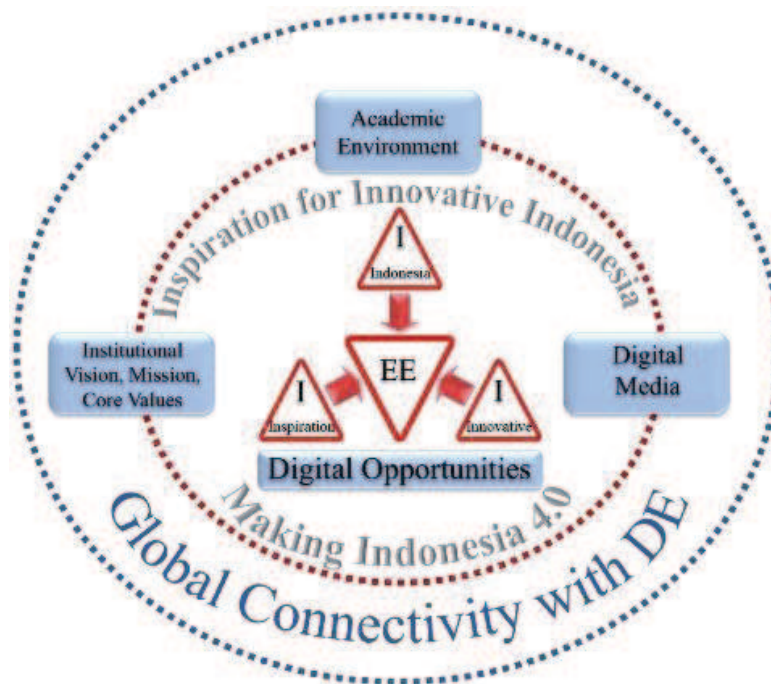 Academic
Environment
Inspiration for Innovative Indonesia
I
Indonesia
Institutional
Vision, Mission,
Core Values
EE
Digital
Media
I
Inspiration
I
Innovative
Digital Opportunities
Making Indonesia 4.0
Global Connectivity with DE